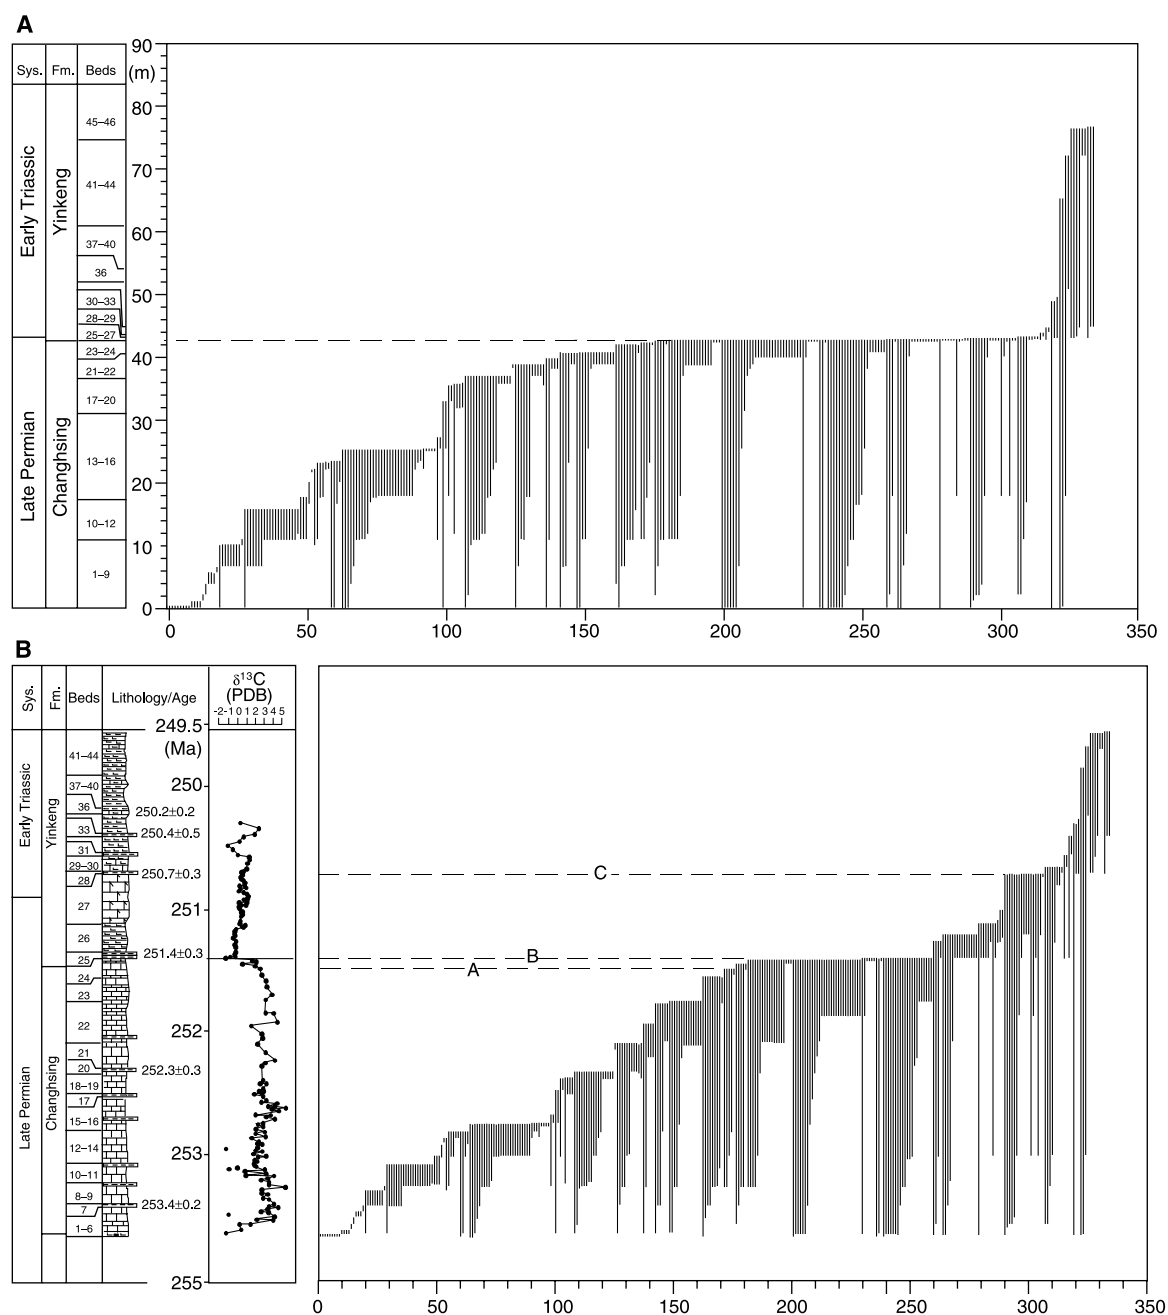 A
Sys.
Fm.
Beds
(m)
90
80
70
60
50
40
30
20
10
0
Early Triassic
Late Permian
Yinkeng
Changhsing
45–46
41–44
37–40
36
30–33
28–29
25–27
23–24
21–22
17–20
13–16
10–12
1–9
0 50 100 150 200 250 300 350
B
Sys.
Fm.
Beds
Lithology/Age
δ13C
(PDB)
-2 -1 0 1 2 3 4 5
249.5
(Ma)
250
250.2±0.2
250.4±0.5
250.7±0.3
251
251.4±0.3
252
252.3±0.3
253
253.4±0.2
255
Early Triassic
Late Permian
Yinkeng
Changhsing
41–44
37–40
36
33
31
29–30
28
27
26
25
24
23
22
21
20
18–19
17
15–16
12–14
10–11
8–9
7
1–6
C
B
A
0 50 100 150 200 250 300 350